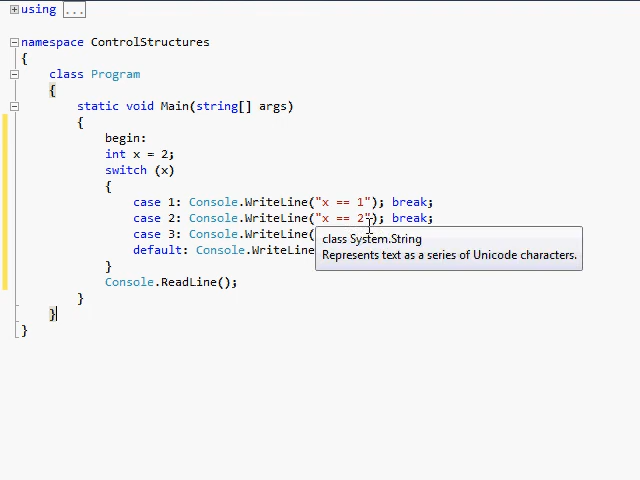 using ...
namespace ControlStructures
{
class Program
{
static void Main(string[] args)
{
begin:
int x = 2;
switch (x)
{
case 1: Console.WriteLine("x == 1"); break;
case 2: Console.WriteLine("x == 2"); break;
case 3: Console.WriteLine(
class System.String
default: Console.WriteLine
Represents text as a series of Unicode characters.
}
Console.ReadLine();
}
}
}